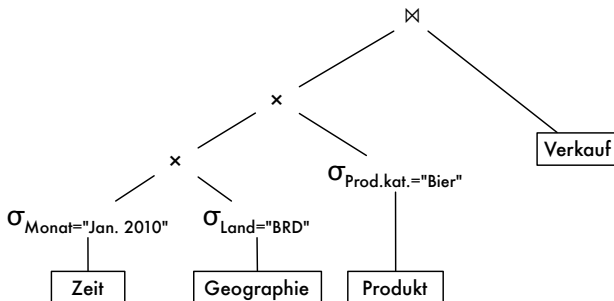 ⋈
×
×
Verkauf
σProd.kat.="Bier"
σMonat="Jan. 2010"
σLand="BRD"
Zeit
Geographie
Produkt